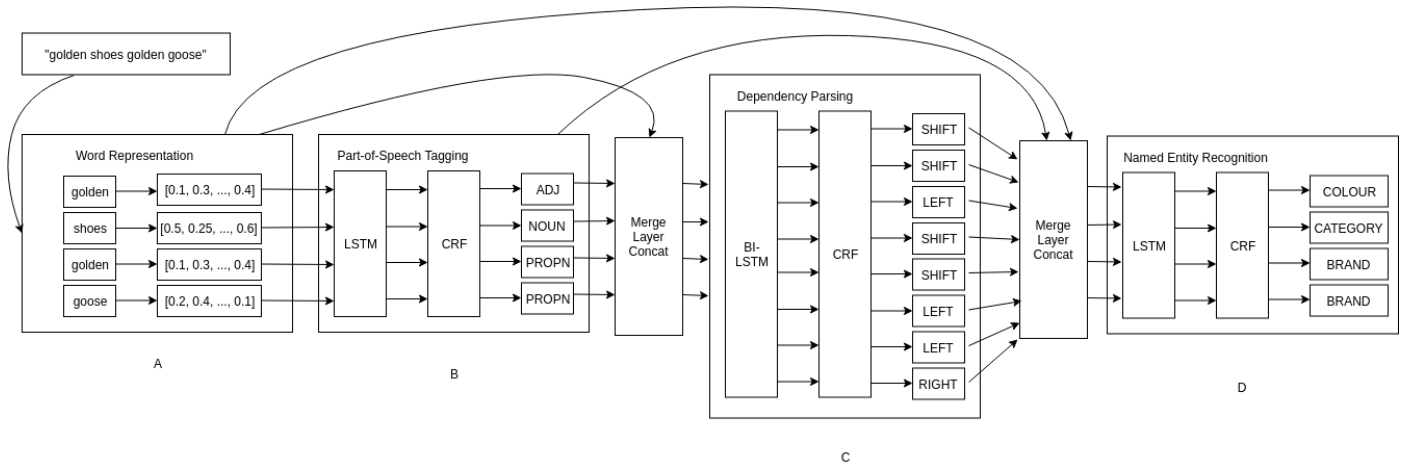 "golden shoes golden goose"
Word Representation
golden
[0.1, 0.3, ..., 0.4]
shoes
[0.5, 0.25, ..., 0.6]
golden
[0.1, 0.3, ..., 0.4]
goose
[0.2, 0.4, ..., 0.1]
A
Part-of-Speech Tagging
LSTM
CRF
ADJ
NOUN
PROPN
PROPN
B
Merge
Layer
Concat
Dependency Parsing
BI-
LSTM
CRF
SHIFT
SHIFT
LEFT
SHIFT
SHIFT
LEFT
LEFT
RIGHT
C
Merge
Layer
Concat
Named Entity Recognition
LSTM
CRF
COLOUR
CATEGORY
BRAND
BRAND
D